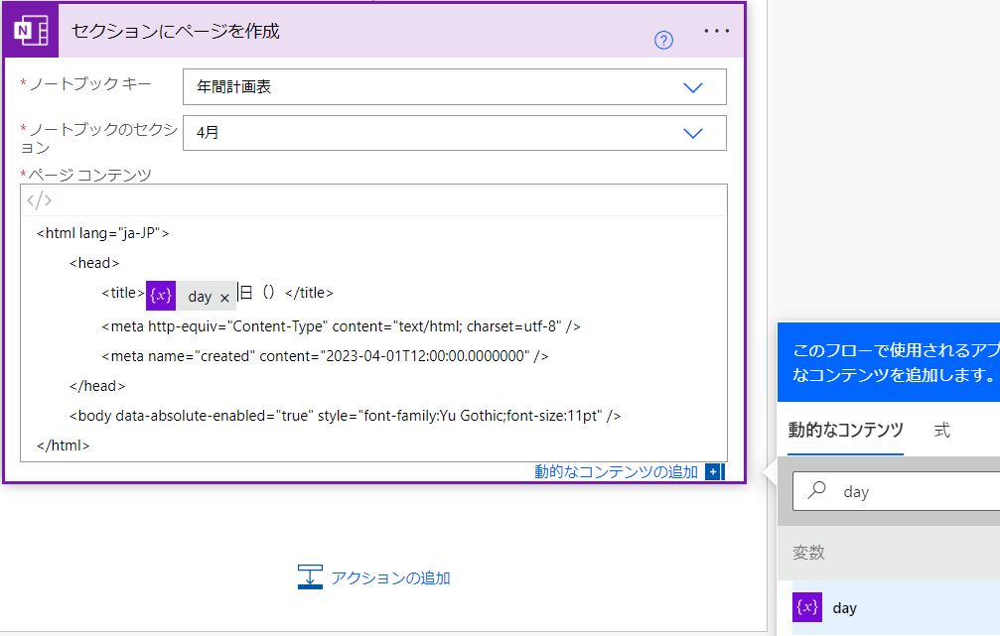 セクションにページを作成
*ノートブック キー
年間計画表
*ノートブックのセクシ
ョン
4月
*ページ コンテンツ
</>
<html lang="ja-JP">
<head>
<title>{x} day × 日（）</title>
<meta http-equiv="Content-Type" content="text/html; charset=utf-8" />
<meta name="created" content="2023-04-01T12:00:00.0000000" />
</head>
<body data-absolute-enabled="true" style="font-family:Yu Gothic;font-size:11pt" />
</html>
動的なコンテンツの追加
アクションの追加
このフローで使用されるアプ
なコンテンツを追加します。
動的なコンテンツ 式
day
変数
{x} day